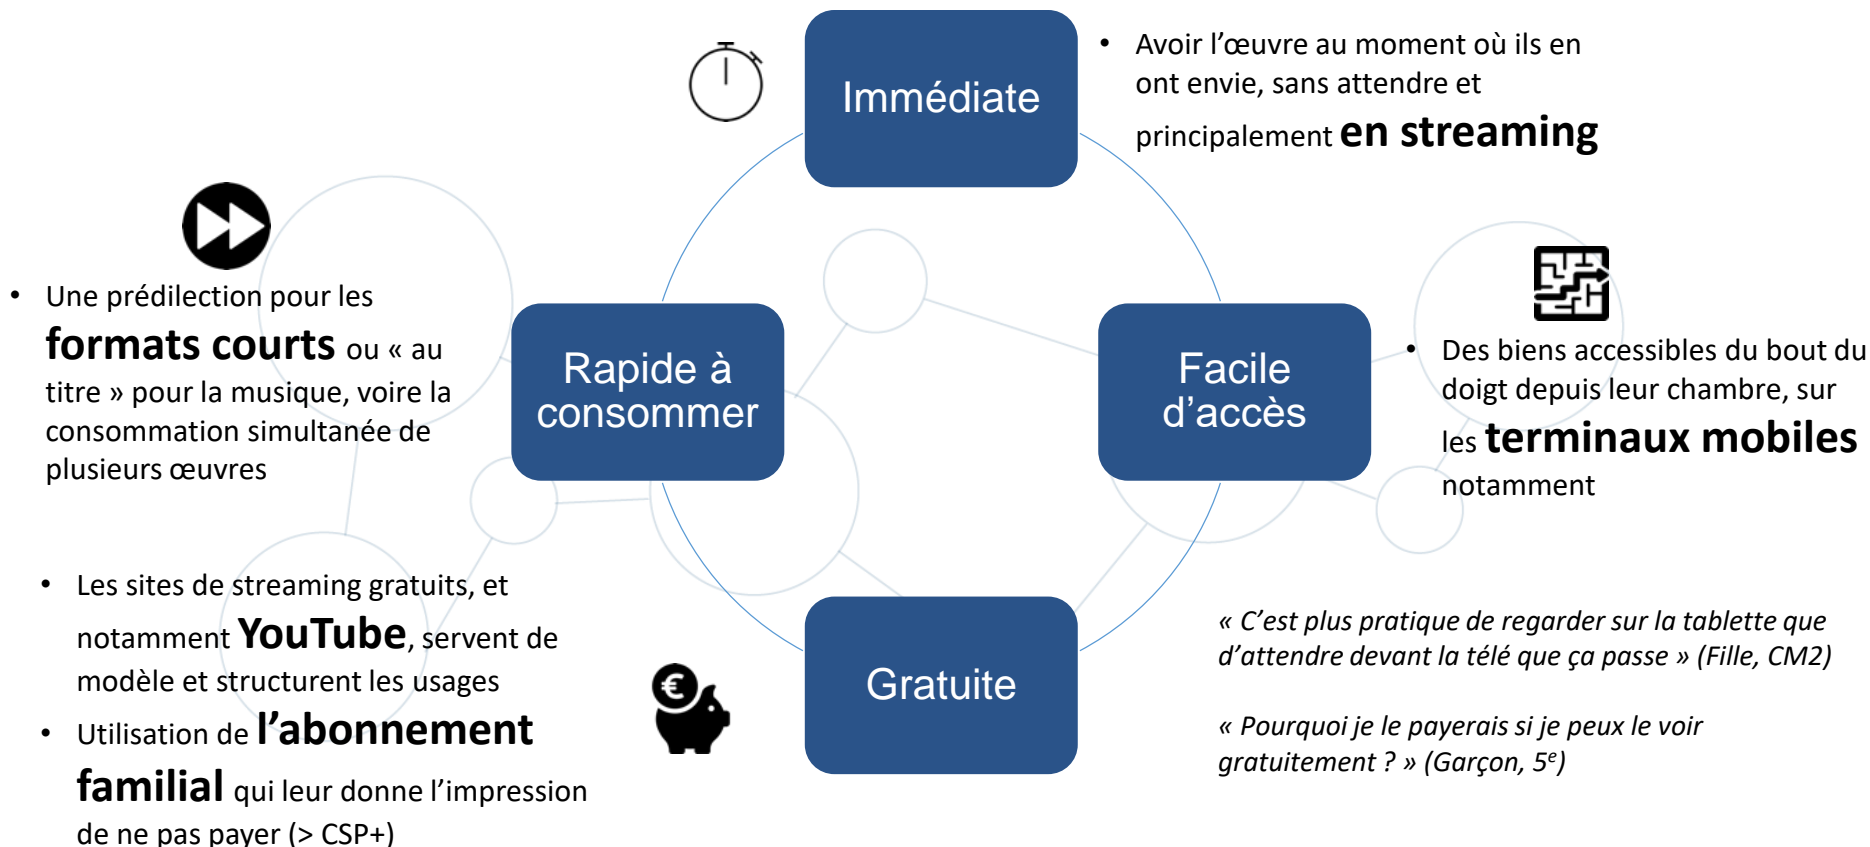 Immédiate
• Avoir l’œuvre au moment où ils en
ont envie, sans attendre et
principalement en streaming
• Une prédilection pour les
formats courts ou « au
titre » pour la musique, voire la
consommation simultanée de
plusieurs œuvres
Rapide à
consommer
Facile
d’accès
• Des biens accessibles du bout du
doigt depuis leur chambre, sur
les terminaux mobiles
notamment
• Les sites de streaming gratuits, et
notamment YouTube, servent de
modèle et structurent les usages
• Utilisation de l’abonnement
familial qui leur donne l’impression
de ne pas payer (> CSP+)
€
Gratuite
« C’est plus pratique de regarder sur la tablette que
d’attendre devant la télé que ça passe » (Fille, CM2)
« Pourquoi je le payerais si je peux le voir
gratuitement ? » (Garçon, 5e)